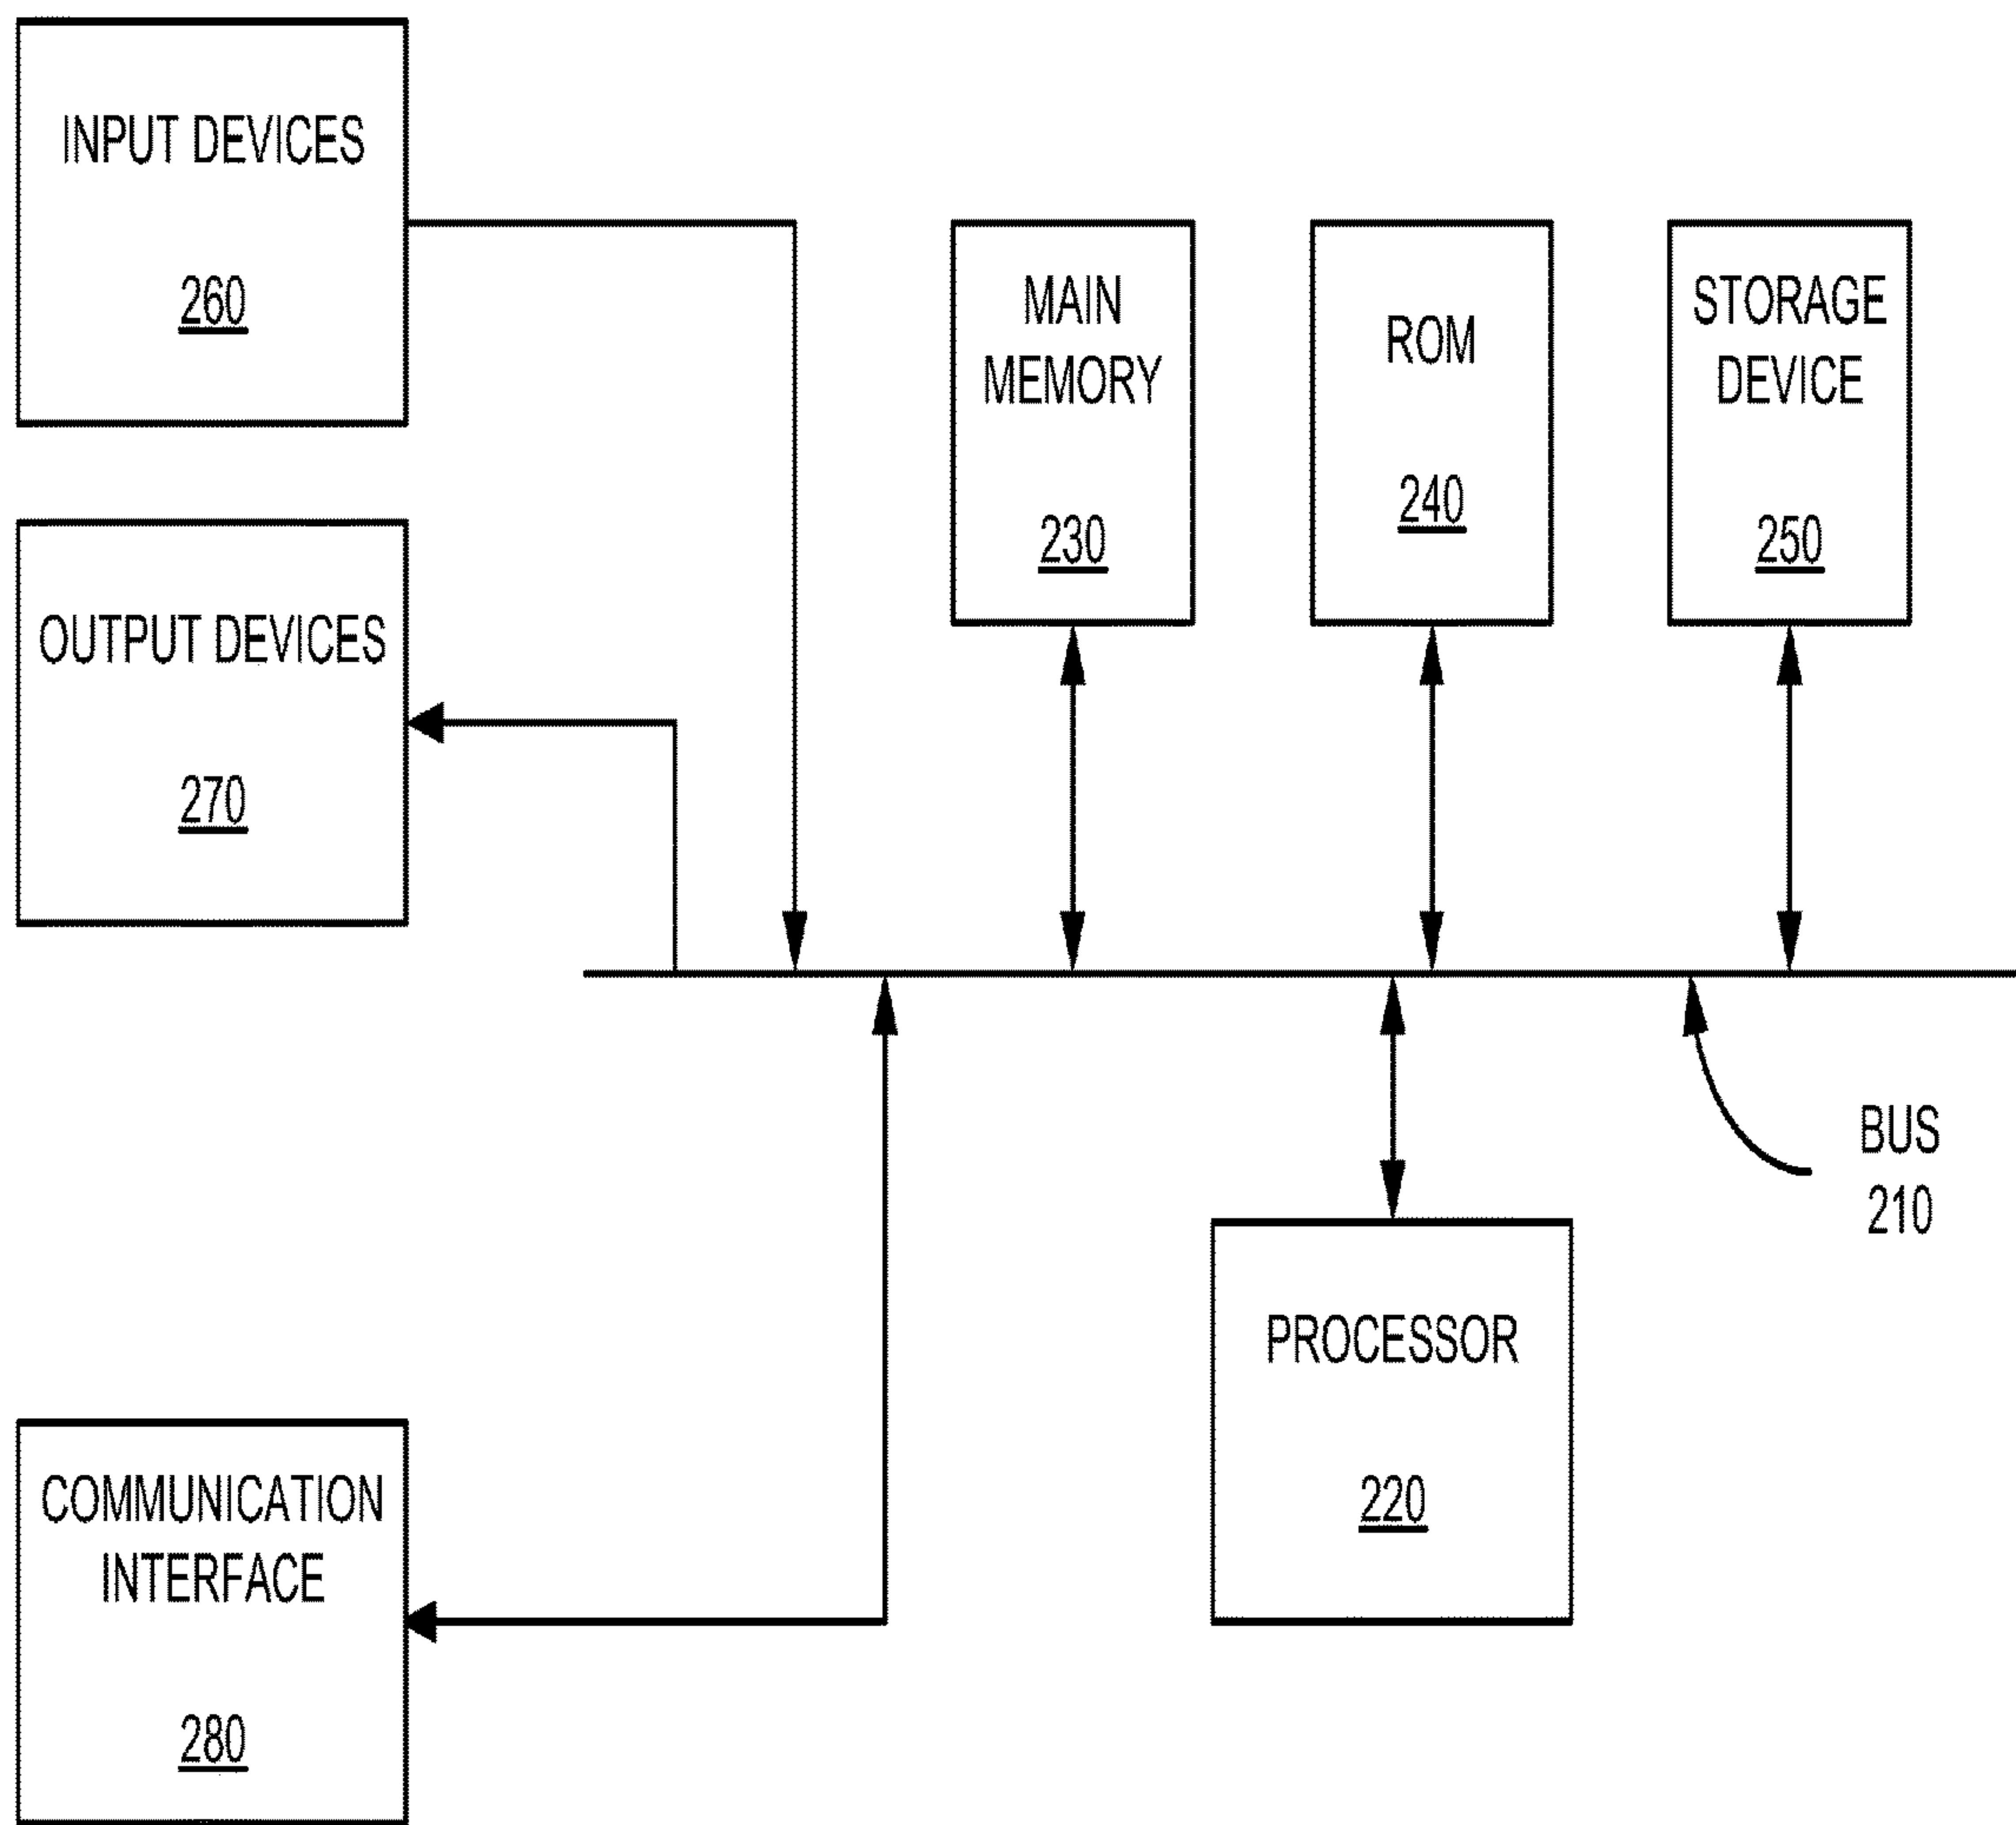 INPUT DEVICES
260
OUTPUT DEVICES
270
MAIN
MEMORY
230
ROM
240
STORAGE
DEVICE
250
BUS
210
PROCESSOR
220
COMMUNICATION
INTERFACE
280